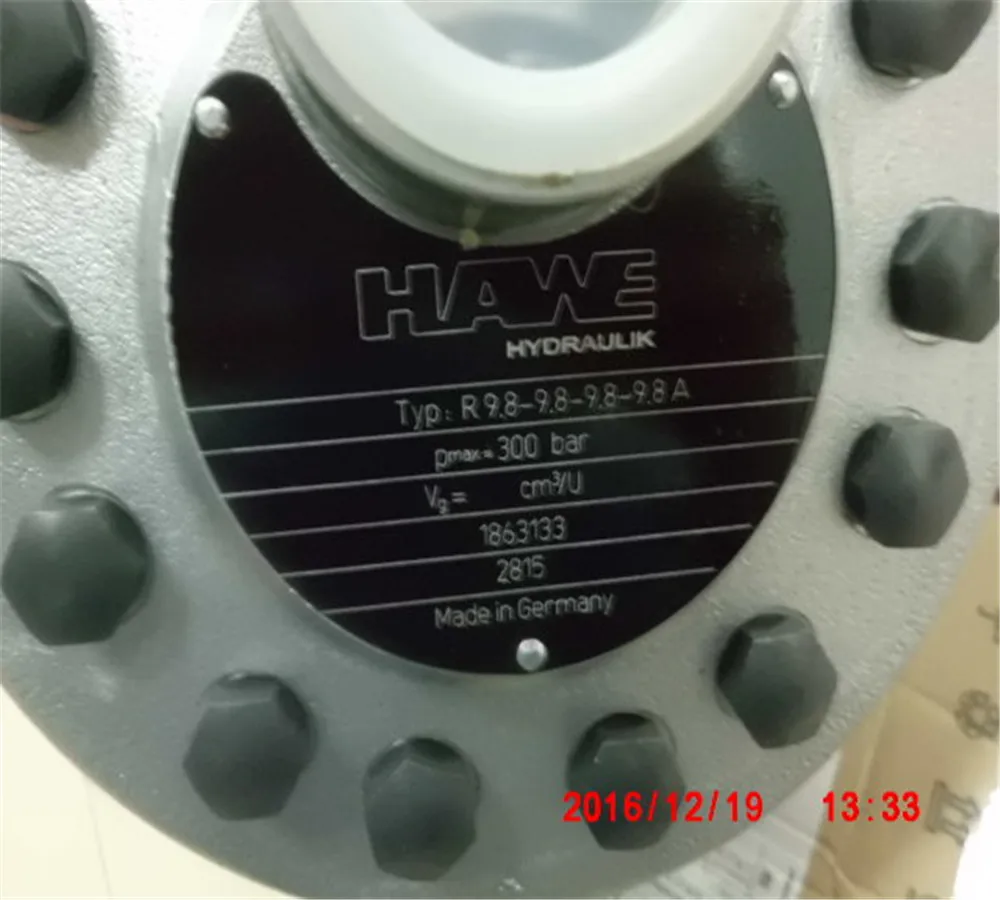 HAWE
HYDRAULIK
Typ: R 9.8-9.8-9.8-9.8 A
pmax = 300 bar
Vg = cm³/U
1863133
2815
Made in Germany
2016/12/19 13:33